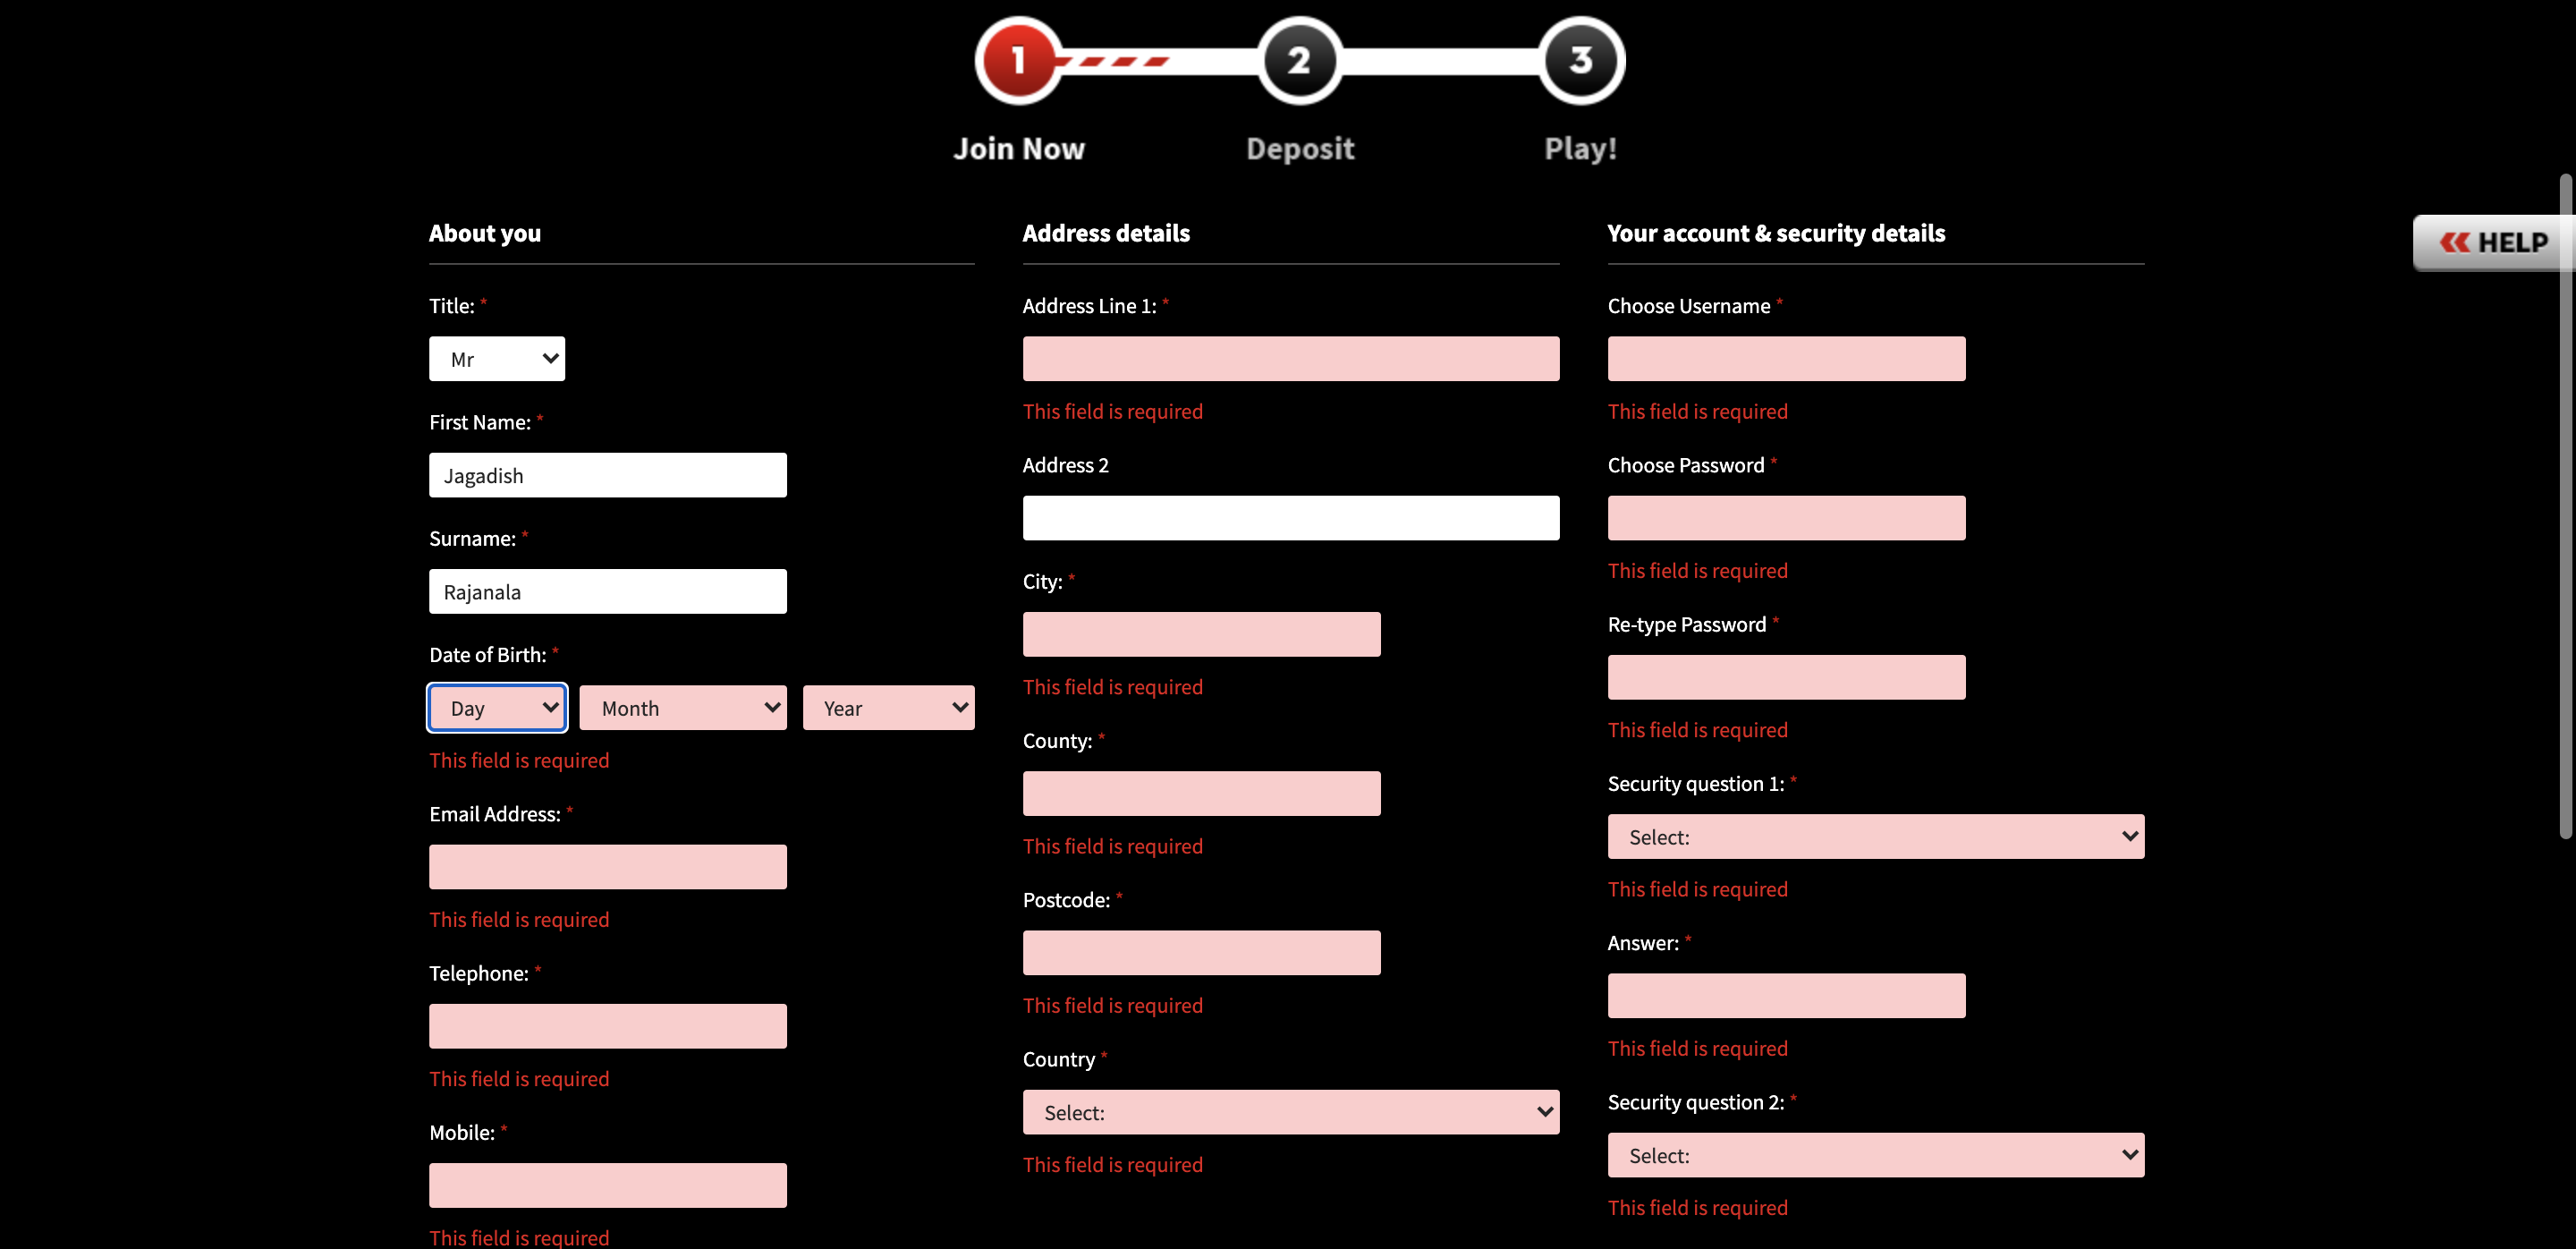 1 2 3
Join Now Deposit Play!
« HELP
About you
Title: *
Mr
First Name: *
Jagadish
Surname: *
Rajanala
Date of Birth: *
Day Month Year
This field is required
Email Address: *
This field is required
Telephone: *
This field is required
Mobile: *
This field is required
Address details
Address Line 1: *
This field is required
Address 2
City: *
This field is required
County: *
This field is required
Postcode: *
This field is required
Country *
Select:
This field is required
Your account & security details
Choose Username *
This field is required
Choose Password *
This field is required
Re-type Password *
This field is required
Security question 1: *
Select:
This field is required
Answer: *
This field is required
Security question 2: *
Select:
This field is required